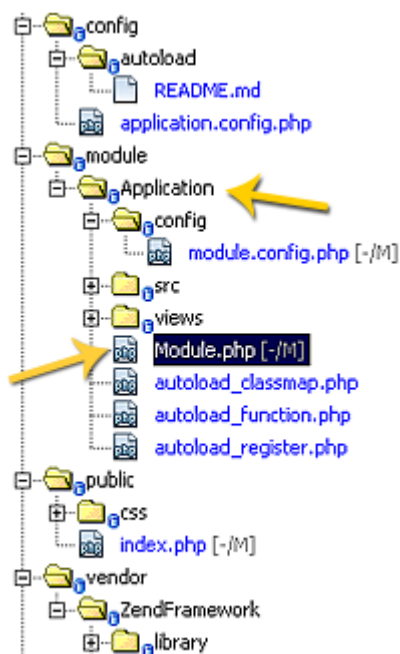 config
autoload
README.md
application.config.php
module
Application
config
module.config.php [-/M]
src
views
Module.php [-/M]
autoload_classmap.php
autoload_function.php
autoload_register.php
public
css
index.php [-/M]
vendor
ZendFramework
library